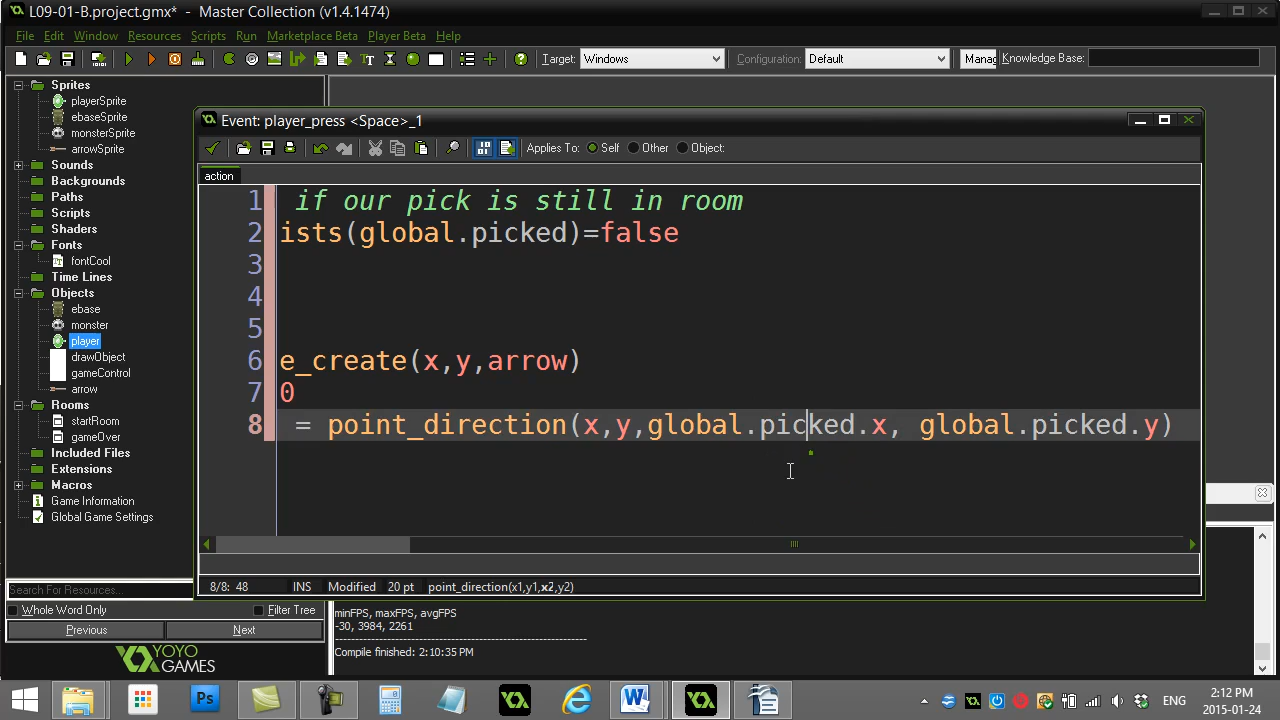 L09-01-B.project.gmx* - Master Collection (v1.4.1474)
File Edit Window Resources Scripts Run Marketplace Beta Player Beta Help
Target: Windows Configuration: Default Manag Knowledge Base:
Sprites
playerSprite
ebaseSprite
monsterSprite
arrowSprite
Sounds
Backgrounds
Paths
Scripts
Shaders
Fonts
fontCool
Time Lines
Objects
ebase
monster
player
drawObject
gameControl
arrow
Rooms
startRoom
gameOver
Included Files
Extensions
Macros
Game Information
Global Game Settings
Search For Resources...
Whole Word Only Filter Tree
Previous Next
YOYO
GAMES
Event: player_press <Space>_1
Applies To: Self Other Object:
action
1 if our pick is still in room
2 ists(global.picked)=false
3
4
5
6 e_create(x,y,arrow)
7 0
8 = point_direction(x,y,global.picked.x, global.picked.y)
8/8: 48 INS Modified 20 pt point_direction(x1,y1,x2,y2)
minFPS, maxFPS, avgFPS
-30, 3984, 2261
Compile finished: 2:10:35 PM
Ps
W
ENG
2:12 PM
2015-01-24